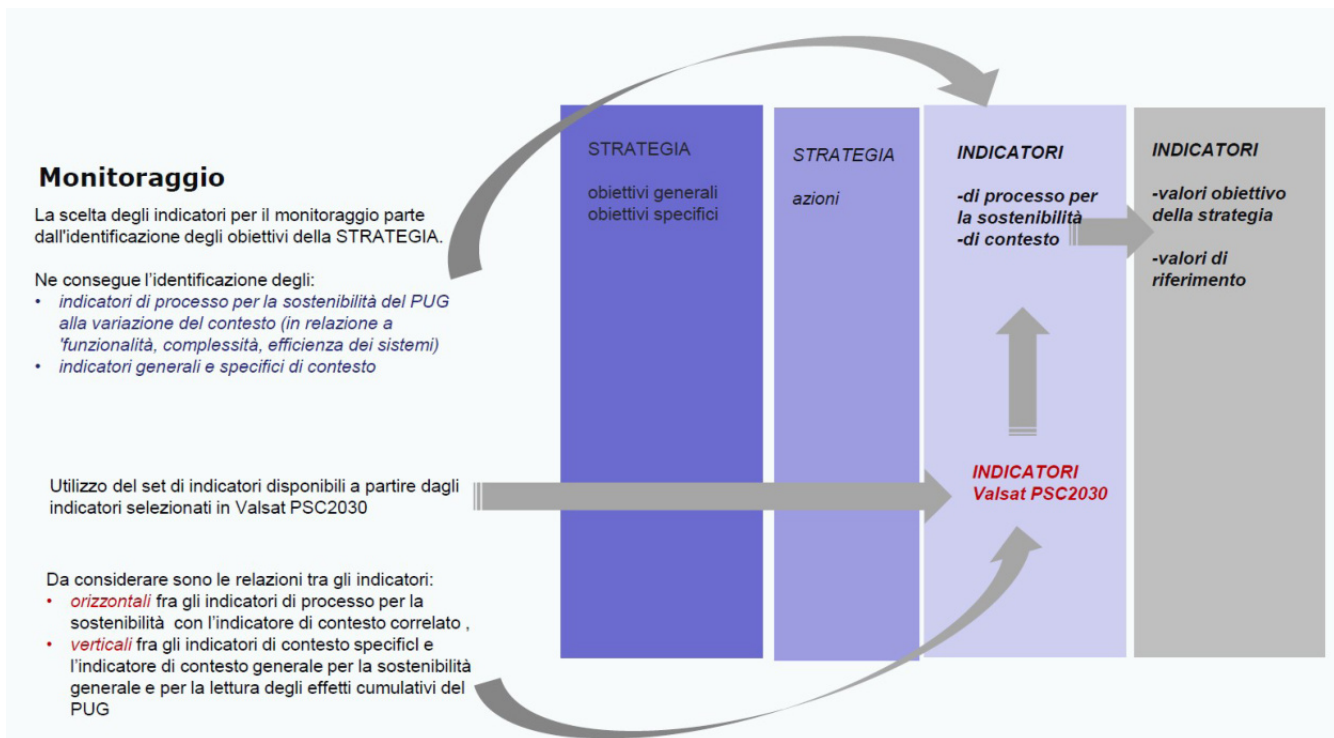 Monitoraggio
La scelta degli indicatori per il monitoraggio parte
dall'identificazione degli obiettivi della STRATEGIA.
Ne consegue l’identificazione degli:
• indicatori di processo per la sostenibilità del PUG
alla variazione del contesto (in relazione a
'funzionalità, complessità, efficienza dei sistemi)
• indicatori generali e specifici di contesto
Utilizzo del set di indicatori disponibili a partire dagli
indicatori selezionati in Valsat PSC2030
Da considerare sono le relazioni tra gli indicatori:
• orizzontali fra gli indicatori di processo per la
sostenibilità con l’indicatore di contesto correlato ,
• verticali fra gli indicatori di contesto specificI e
l’indicatore di contesto generale per la sostenibilità
generale e per la lettura degli effetti cumulativi del
PUG
STRATEGIA
obiettivi generali
obiettivi specifici
STRATEGIA
azioni
INDICATORI
-di processo per
la sostenibilità
-di contesto
INDICATORI
Valsat PSC2030
INDICATORI
-valori obiettivo
della strategia
-valori di
riferimento